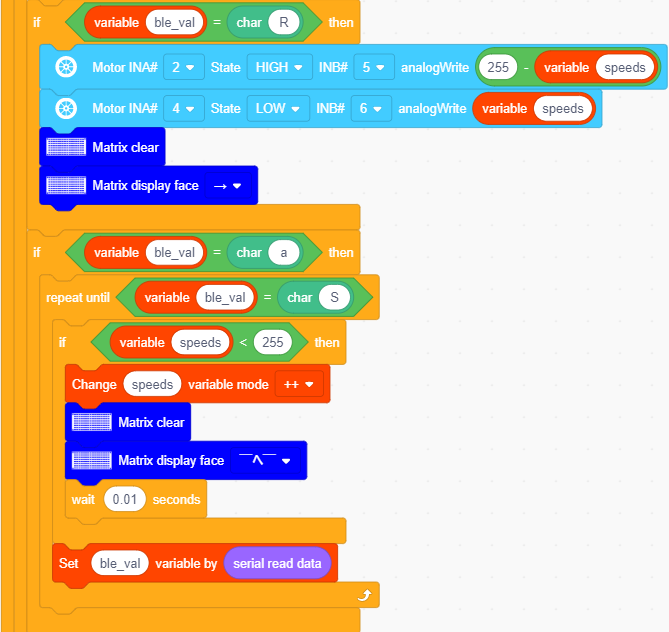 if variable ble_val = char R then
Motor INA# 2 State HIGH INB# 5 analogWrite 255 - variable speeds
Motor INA# 4 State LOW INB# 6 analogWrite variable speeds
Matrix clear
Matrix display face →
if variable ble_val = char a then
repeat until variable ble_val = char S
if variable speeds < 255 then
Change speeds variable mode ++
Matrix clear
Matrix display face ¯^¯
wait 0.01 seconds
Set ble_val variable by serial read data